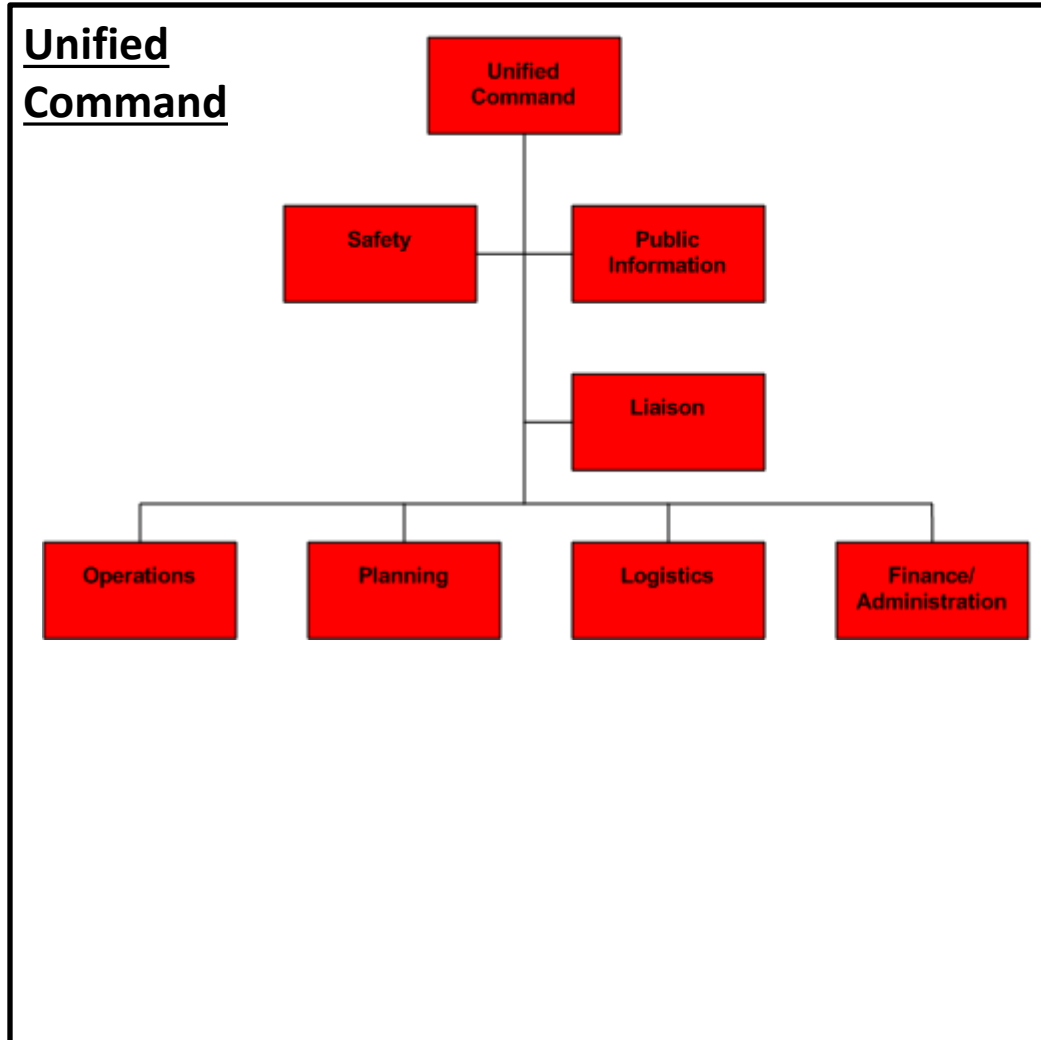 Unified
Command
Unified
Command
Safety
Public
Information
Liaison
Operations
Planning
Logistics
Finance/
Administration